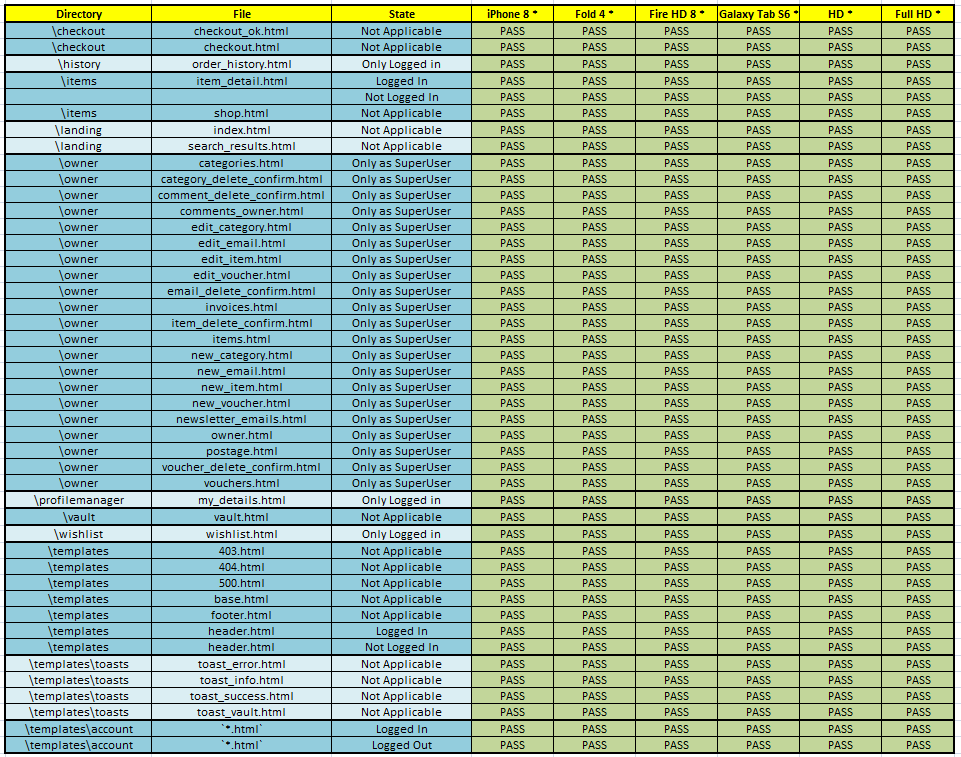 Directory File State iPhone 8 * Fold 4 * Fire HD 8 * Galaxy Tab S6 * HD * Full HD *
\checkout checkout_ok.html Not Applicable PASS PASS PASS PASS PASS PASS
\checkout checkout.html Not Applicable PASS PASS PASS PASS PASS PASS
\history order_history.html Only Logged in PASS PASS PASS PASS PASS PASS
\items item_detail.html Logged In PASS PASS PASS PASS PASS PASS
Not Logged In PASS PASS PASS PASS PASS PASS
\items shop.html Not Applicable PASS PASS PASS PASS PASS PASS
\landing index.html Not Applicable PASS PASS PASS PASS PASS PASS
\landing search_results.html Not Applicable PASS PASS PASS PASS PASS PASS
\owner categories.html Only as SuperUser PASS PASS PASS PASS PASS PASS
\owner category_delete_confirm.html Only as SuperUser PASS PASS PASS PASS PASS PASS
\owner comment_delete_confirm.html Only as SuperUser PASS PASS PASS PASS PASS PASS
\owner comments_owner.html Only as SuperUser PASS PASS PASS PASS PASS PASS
\owner edit_category.html Only as SuperUser PASS PASS PASS PASS PASS PASS
\owner edit_email.html Only as SuperUser PASS PASS PASS PASS PASS PASS
\owner edit_item.html Only as SuperUser PASS PASS PASS PASS PASS PASS
\owner edit_voucher.html Only as SuperUser PASS PASS PASS PASS PASS PASS
\owner email_delete_confirm.html Only as SuperUser PASS PASS PASS PASS PASS PASS
\owner invoices.html Only as SuperUser PASS PASS PASS PASS PASS PASS
\owner item_delete_confirm.html Only as SuperUser PASS PASS PASS PASS PASS PASS
\owner items.html Only as SuperUser PASS PASS PASS PASS PASS PASS
\owner new_category.html Only as SuperUser PASS PASS PASS PASS PASS PASS
\owner new_email.html Only as SuperUser PASS PASS PASS PASS PASS PASS
\owner new_item.html Only as SuperUser PASS PASS PASS PASS PASS PASS
\owner new_voucher.html Only as SuperUser PASS PASS PASS PASS PASS PASS
\owner newsletter_emails.html Only as SuperUser PASS PASS PASS PASS PASS PASS
\owner owner.html Only as SuperUser PASS PASS PASS PASS PASS PASS
\owner postage.html Only as SuperUser PASS PASS PASS PASS PASS PASS
\owner voucher_delete_confirm.html Only as SuperUser PASS PASS PASS PASS PASS PASS
\owner vouchers.html Only as SuperUser PASS PASS PASS PASS PASS PASS
\profilemanager my_details.html Only Logged in PASS PASS PASS PASS PASS PASS
\vault vault.html Not Applicable PASS PASS PASS PASS PASS PASS
\wishlist wishlist.html Only Logged in PASS PASS PASS PASS PASS PASS
\templates 403.html Not Applicable PASS PASS PASS PASS PASS PASS
\templates 404.html Not Applicable PASS PASS PASS PASS PASS PASS
\templates 500.html Not Applicable PASS PASS PASS PASS PASS PASS
\templates base.html Not Applicable PASS PASS PASS PASS PASS PASS
\templates footer.html Not Applicable PASS PASS PASS PASS PASS PASS
\templates header.html Logged In PASS PASS PASS PASS PASS PASS
\templates header.html Not Logged In PASS PASS PASS PASS PASS PASS
\templates\toasts toast_error.html Not Applicable PASS PASS PASS PASS PASS PASS
\templates\toasts toast_info.html Not Applicable PASS PASS PASS PASS PASS PASS
\templates\toasts toast_success.html Not Applicable PASS PASS PASS PASS PASS PASS
\templates\toasts toast_vault.html Not Applicable PASS PASS PASS PASS PASS PASS
\templates\account `*.html` Logged In PASS PASS PASS PASS PASS PASS
\templates\account `*.html` Logged Out PASS PASS PASS PASS PASS PASS